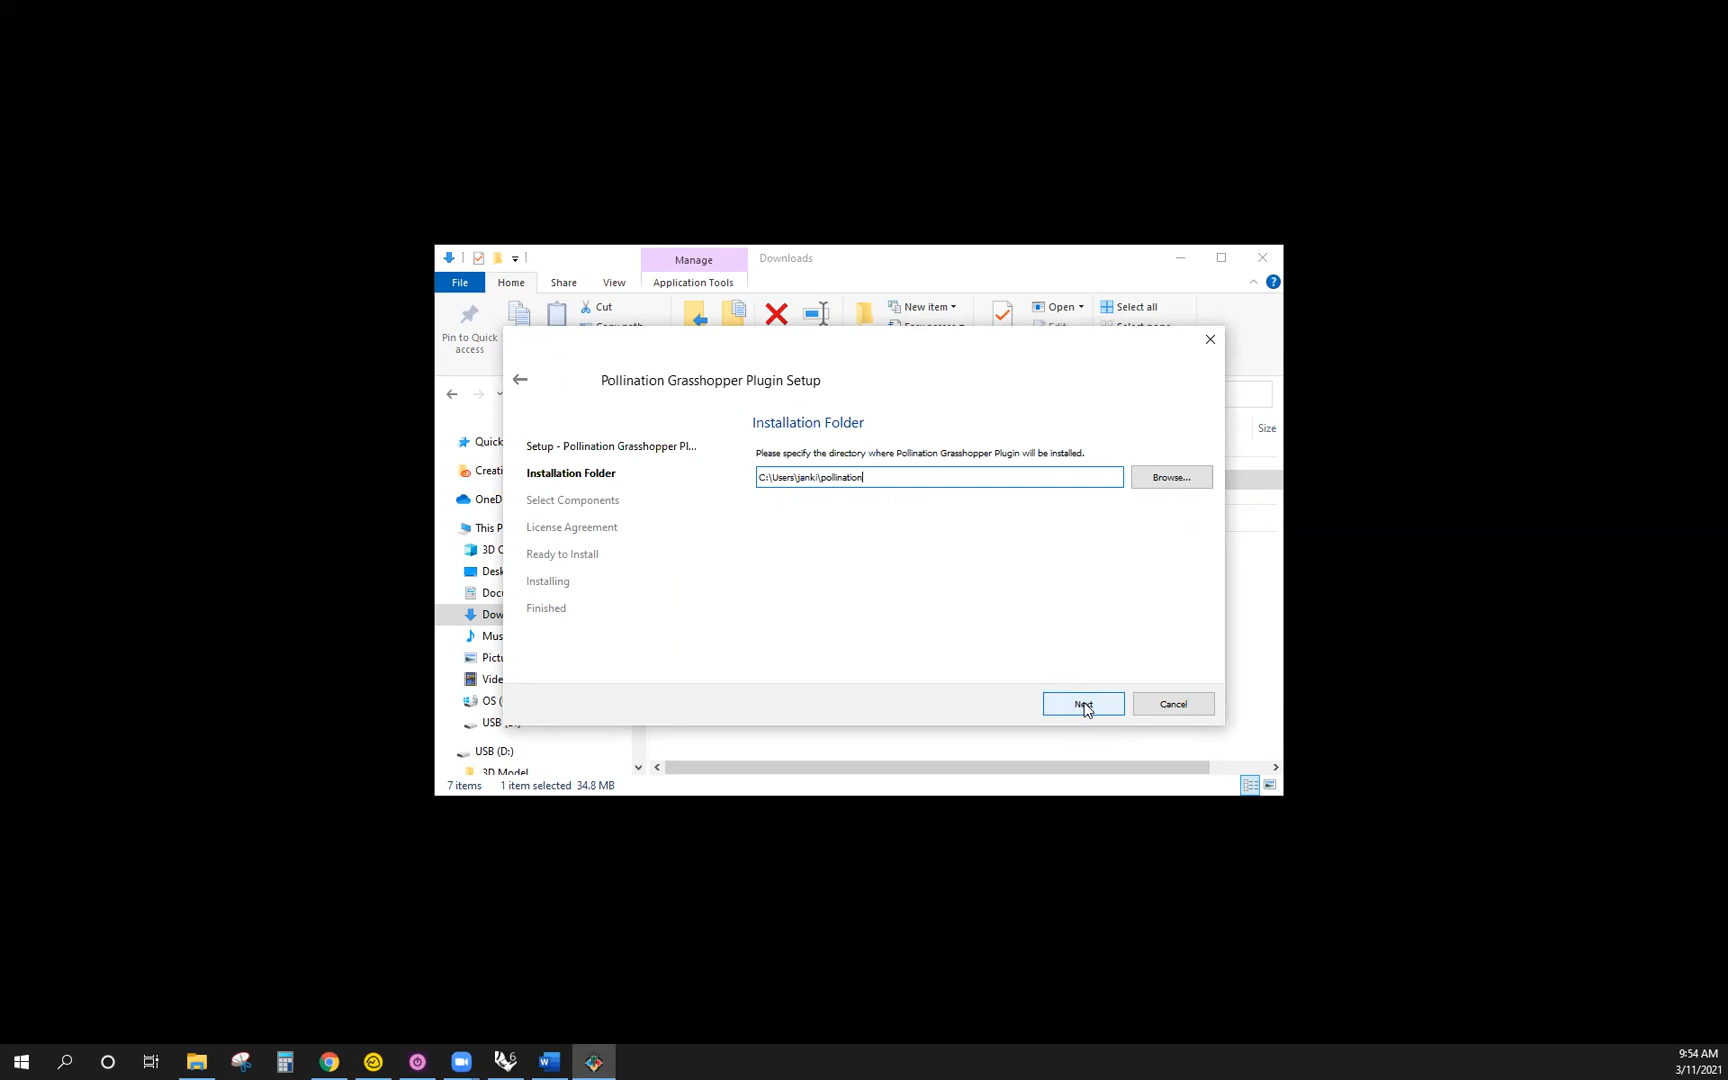 Manage
Downloads
File
Home
Share
View
Application Tools
Pin to Quick
access
Cut
New item
Open
Select all
Pollination Grasshopper Plugin Setup
Installation Folder
Setup - Pollination Grasshopper Pl...
Please specify the directory where Pollination Grasshopper Plugin will be installed.
Installation Folder
C:\Users\janki\pollination
Browse...
Select Components
License Agreement
Ready to Install
Installing
Finished
Next
Cancel
Size
Quick
Creati
OneD
This P
3D O
Desk
Docu
Dow
Mus
Pictu
Vide
OS (
USB
USB (D:)
3D Model
7 items
1 item selected 34.8 MB
9:54 AM
3/11/2021